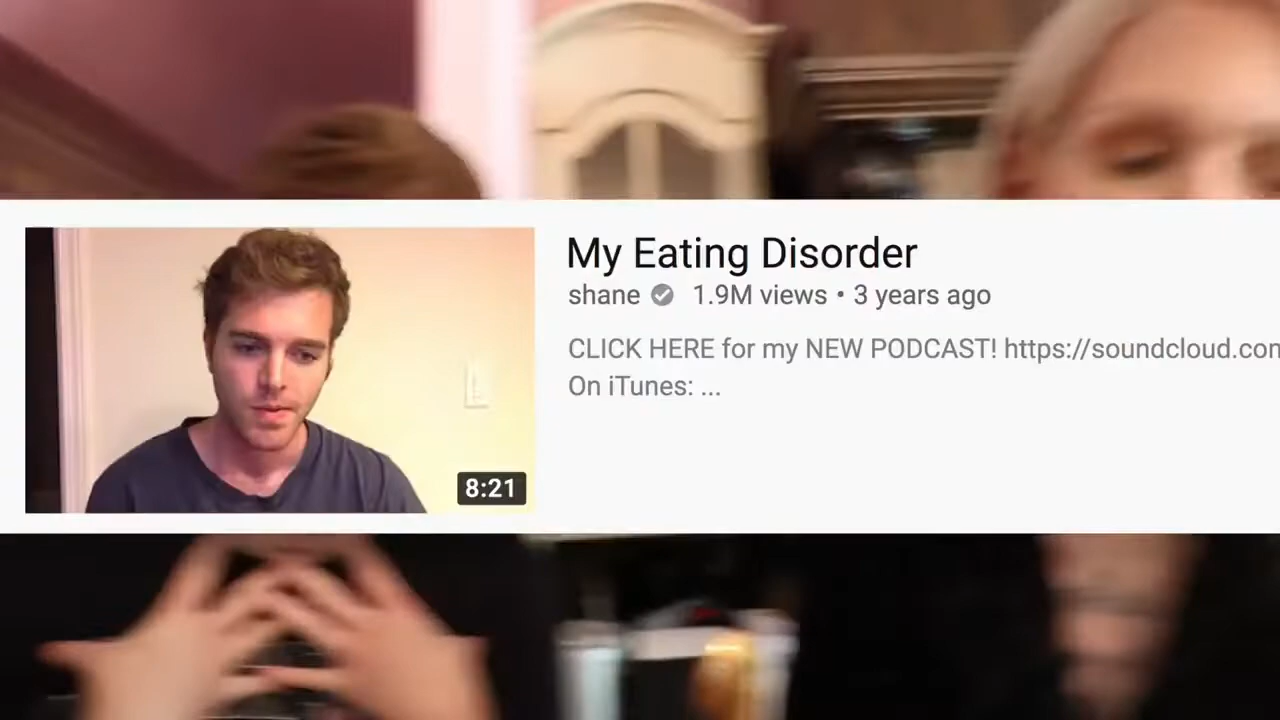 My Eating Disorder
shane 1.9M views • 3 years ago
CLICK HERE for my NEW PODCAST! https://soundcloud.con
On iTunes: ...
8:21